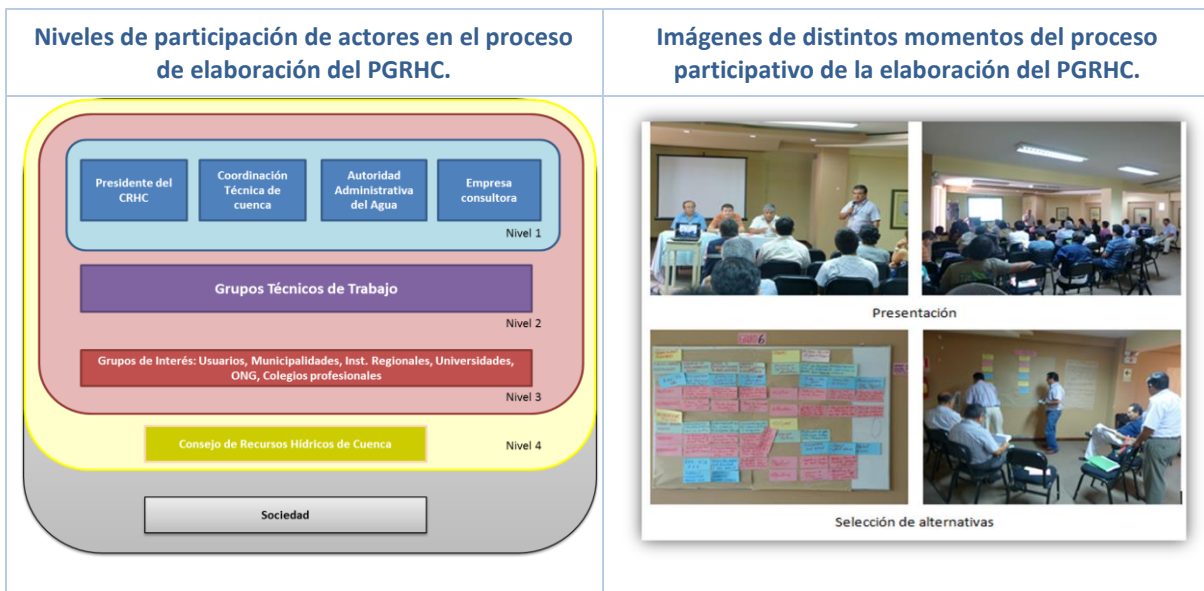 Niveles de participación de actores en el proceso
de elaboración del PGRHC.
Imágenes de distintos momentos del proceso
participativo de la elaboración del PGRHC.
Presidente del
CRHC
Coordinación
Técnica de
cuenca
Autoridad
Administrativa
del Agua
Empresa
consultora
Nivel 1
Grupos Técnicos de Trabajo
Nivel 2
Grupos de Interés: Usuarios, Municipalidades, Inst. Regionales, Universidades,
ONG, Colegios profesionales
Nivel 3
Consejo de Recursos Hídricos de Cuenca
Nivel 4
Sociedad
Presentación
Selección de alternativas